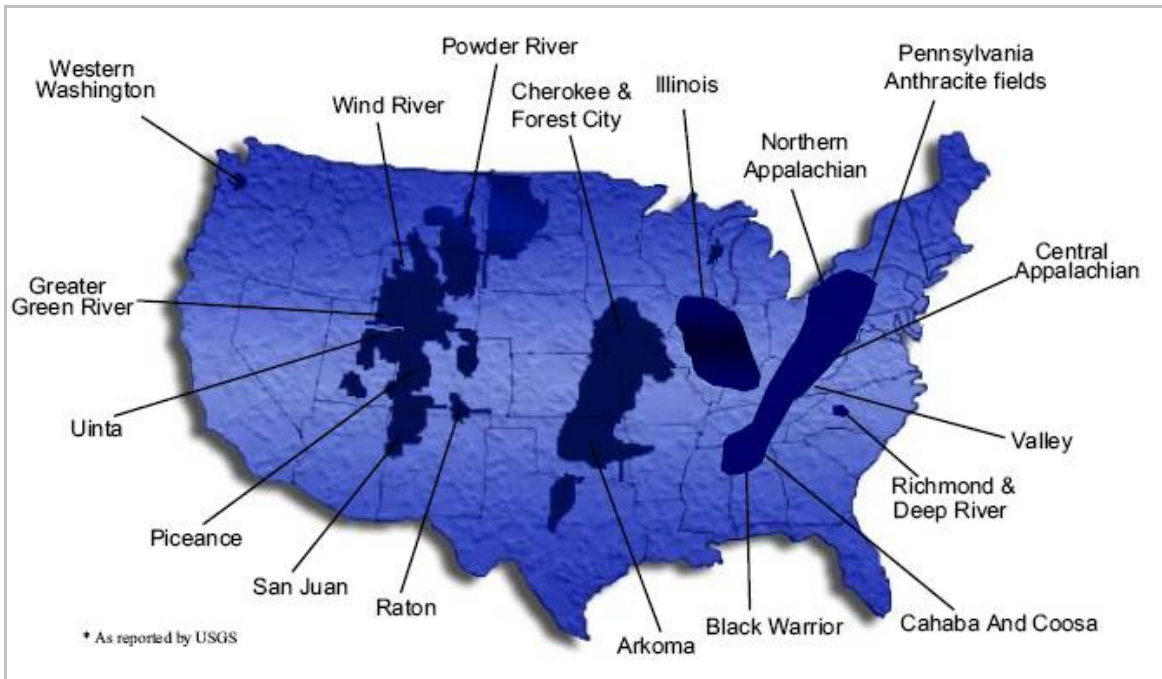 Powder River
Western
Washington
Wind River
Cherokee &
Forest City
Illinois
Pennsylvania
Anthracite fields
Northern
Appalachian
Central
Appalachian
Greater
Green River
Uinta
Valley
Richmond &
Deep River
Piceance
San Juan
Raton
Arkoma
Black Warrior
Cahaba And Coosa
* As reported by USGS